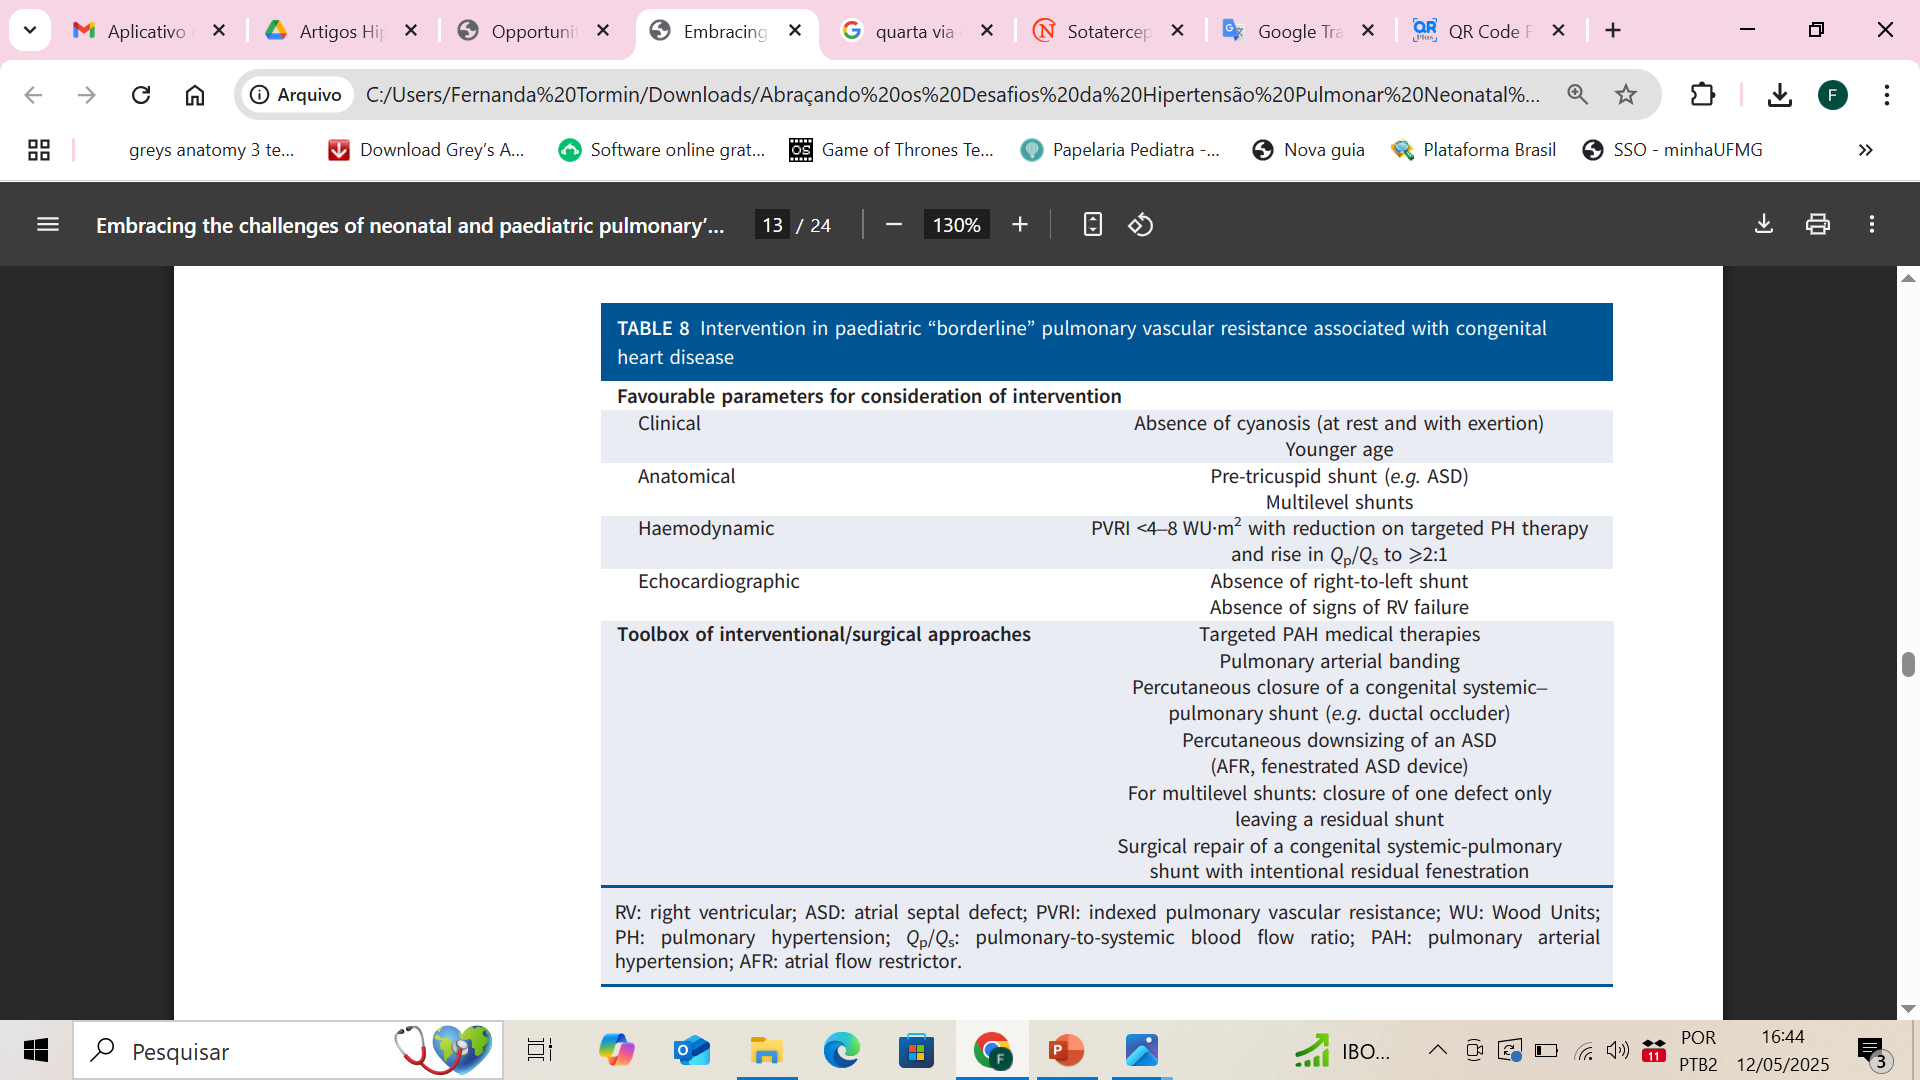 Aplicativo
Artigos Hip
Opportunit
Embracing
quarta via
Sotatercep
Google Tra
QR Code F
Arquivo
C:/Users/Fernanda%20Tormin/Downloads/Abraçando%20os%20Desafios%20da%20Hipertensão%20Pulmonar%20Neonatal%...
F
greys anatomy 3 te...
Download Grey's A...
Software online grat...
Game of Thrones Te...
Papelaria Pediatra -...
Nova guia
Plataforma Brasil
SSO - minhaUFMG
Embracing the challenges of neonatal and paediatric pulmonary'...
13 / 24
130%
TABLE 8 Intervention in paediatric “borderline” pulmonary vascular resistance associated with congenital
heart disease
Favourable parameters for consideration of intervention
Clinical
Absence of cyanosis (at rest and with exertion)
Younger age
Anatomical
Pre-tricuspid shunt (e.g. ASD)
Multilevel shunts
Haemodynamic
PVRI <4–8 WU·m² with reduction on targeted PH therapy
and rise in Qp/Qs to ⩾2:1
Echocardiographic
Absence of right-to-left shunt
Absence of signs of RV failure
Toolbox of interventional/surgical approaches
Targeted PAH medical therapies
Pulmonary arterial banding
Percutaneous closure of a congenital systemic–
pulmonary shunt (e.g. ductal occluder)
Percutaneous downsizing of an ASD
(AFR, fenestrated ASD device)
For multilevel shunts: closure of one defect only
leaving a residual shunt
Surgical repair of a congenital systemic-pulmonary
shunt with intentional residual fenestration
RV: right ventricular; ASD: atrial septal defect; PVRI: indexed pulmonary vascular resistance; WU: Wood Units;
PH: pulmonary hypertension; Qp/Qs: pulmonary-to-systemic blood flow ratio; PAH: pulmonary arterial
hypertension; AFR: atrial flow restrictor.
Pesquisar
IBO...
11
POR
PTB2
16:44
12/05/2025
3